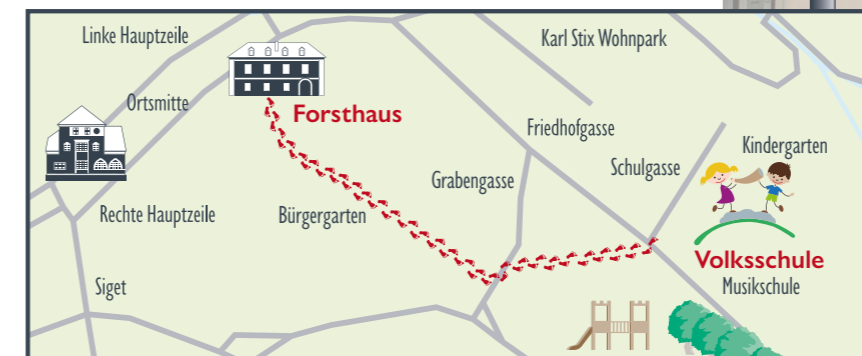 Linke Hauptzeile
Karl Stix Wohnpark
Ortsmitte
Forsthaus
Friedhofgasse
Kindergarten
Schulgasse
Grabengasse
Rechte Hauptzeile
Bürgergarten
Volksschule
Musikschule
Siget